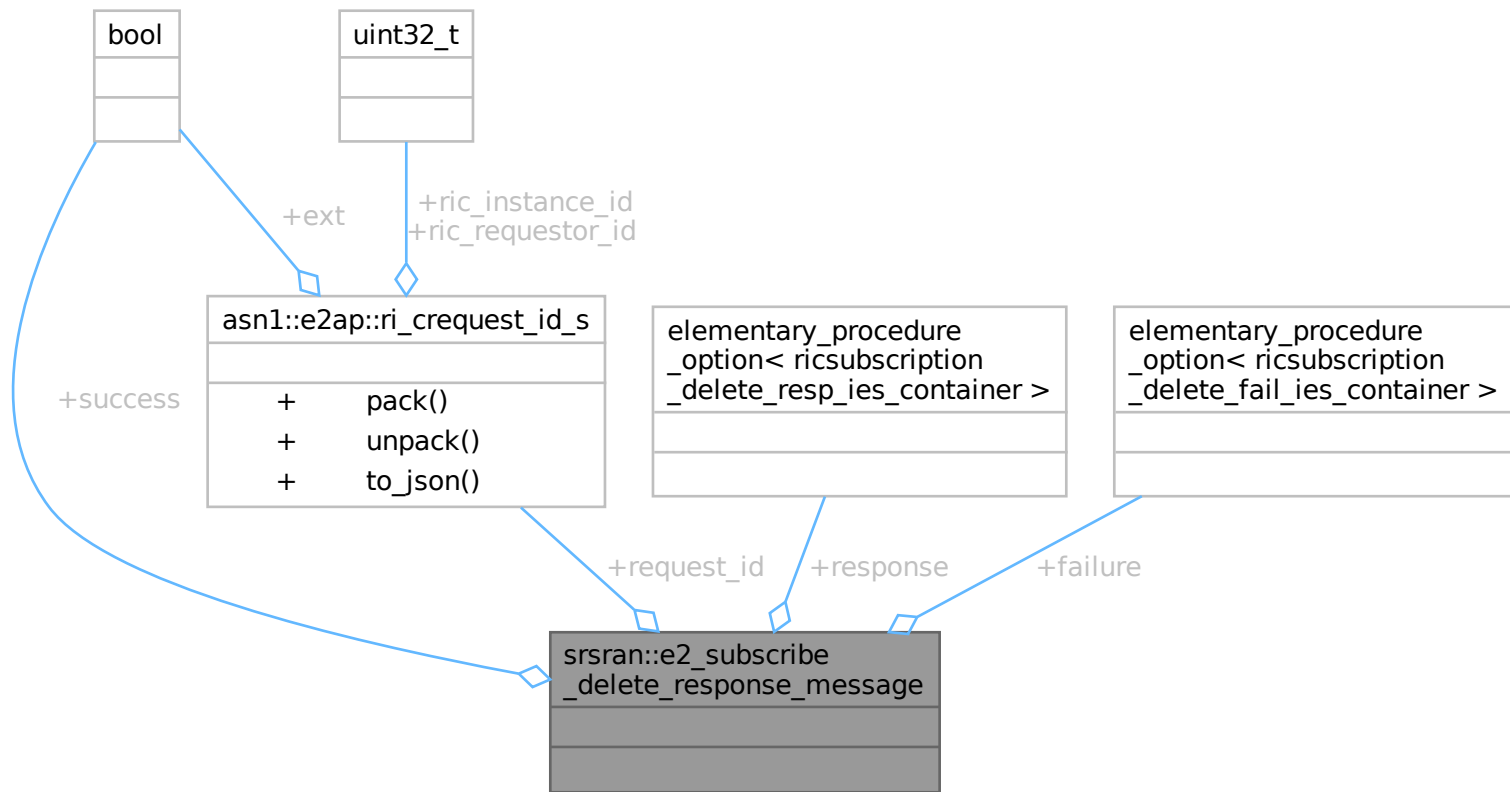 bool
uint32_t
+ext
+ric_instance_id
+ric_requestor_id
asn1::e2ap::ri_crequest_id_s
+ pack()
+ unpack()
+ to_json()
elementary_procedure
_option< ricsubscription
_delete_resp_ies_container >
elementary_procedure
_option< ricsubscription
_delete_fail_ies_container >
+success
+request_id
+response
+failure
srsran::e2_subscribe
_delete_response_message